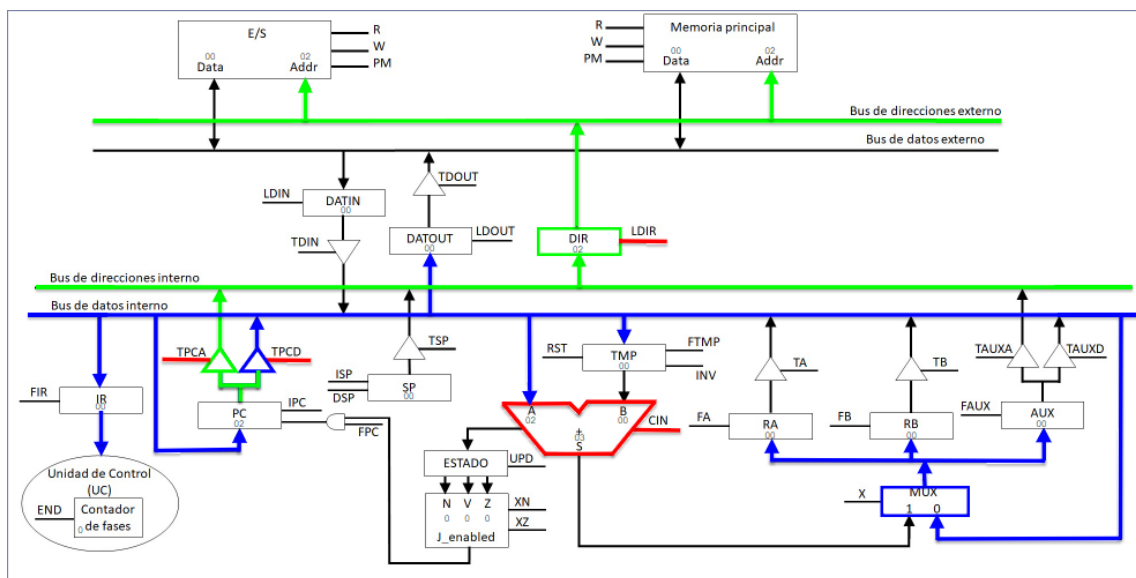 E/S
R
00
02
W
Data
Addr
PM
R
Memoria principal
W
00
02
PM
Data
Addr
Bus de direcciones externo
Bus de datos externo
LDIN
DATIN
00
TDIN
TDOUT
DATOUT
00
LDOUT
DIR
02
LDIR
Bus de direcciones interno
Bus de datos interno
TPCA
TPCD
TSP
ISP
DSP
SP
00
FIR
IR
00
PC
02
IPC
FPC
RST
TMP
00
FTMP
INV
A
02
B
00
+
03
S
CIN
TA
TB
TAUXA
TAUXD
FA
RA
00
FB
RB
00
FAUX
AUX
00
Unidad de Control
(UC)
END
Contador
de fases
0
ESTADO
UPD
N V Z
0 0 0
J_enabled
XN
XZ
X
MUX
1 0